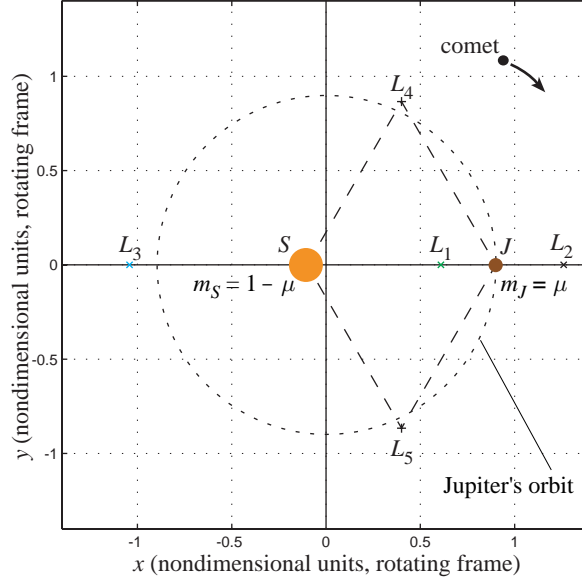 comet
1
L4
0.5
L3
S
L1
J
L2
0
mS = 1 − μ
mJ = μ
-0.5
L5
-1
Jupiter's orbit
-1
-0.5
0
0.5
1
x (nondimensional units, rotating frame)
y (nondimensional units, rotating frame)